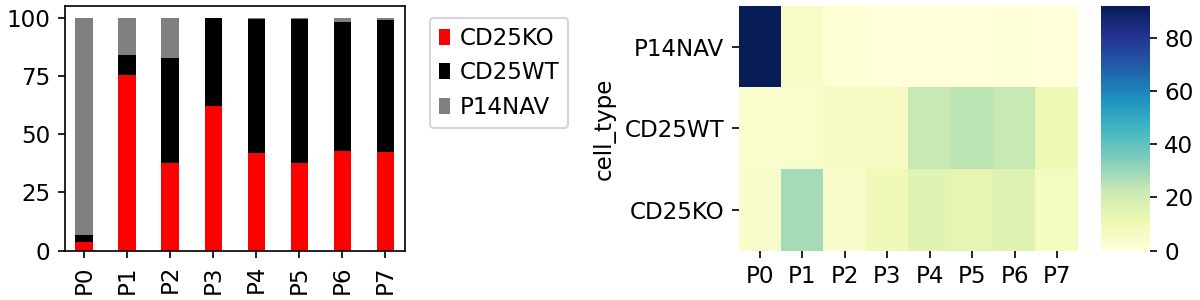 100
75
50
25
0
P0 P1 P2 P3 P4 P5 P6 P7
CD25KO
CD25WT
P14NAV
cell_type
P14NAV
CD25WT
CD25KO
P0 P1 P2 P3 P4 P5 P6 P7
80
60
40
20
0